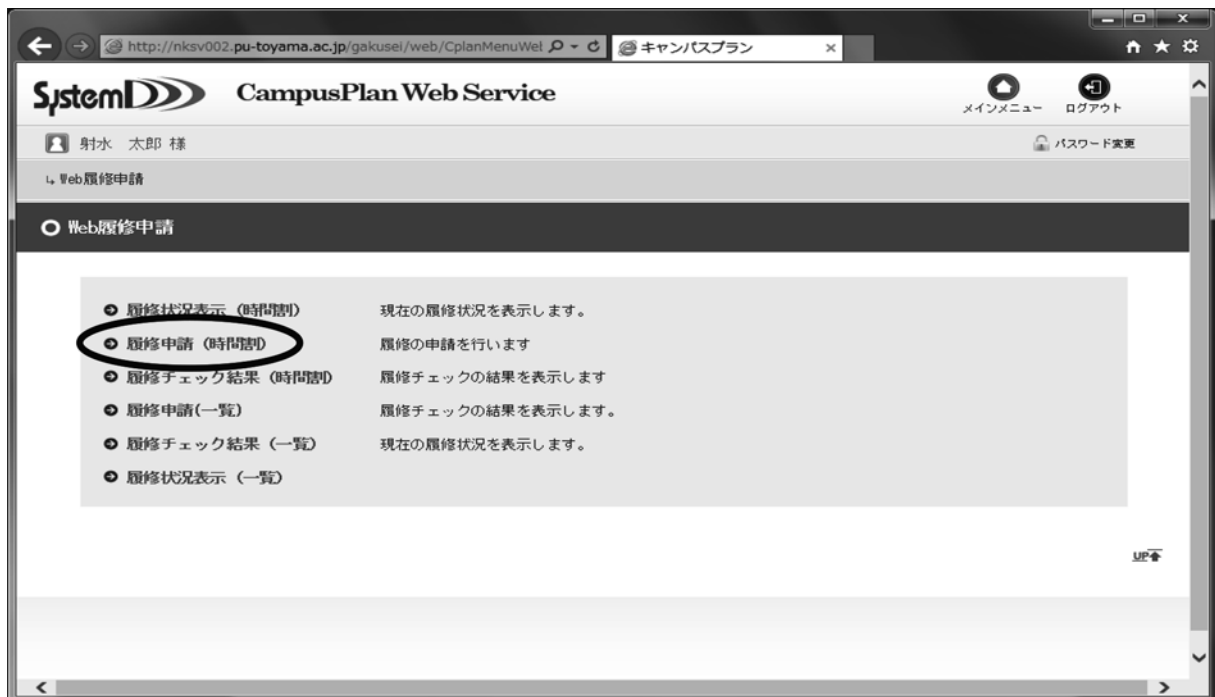 http://nksv002.pu-toyama.ac.jp/gakusei/web/CplanMenuWel
キャンパスプラン
SystemD CampusPlan Web Service
メインメニュー ログアウト
射水 太郎 様 パスワード変更
Web履修申請
Web履修申請
履修状況表示(時間割) 現在の履修状況を表示します。
履修申請(時間割) 履修の申請を行います
履修チェック結果(時間割) 履修チェックの結果を表示します
履修申請(一覧) 履修チェックの結果を表示します。
履修チェック結果(一覧) 現在の履修状況を表示します。
履修状況表示(一覧)
UP